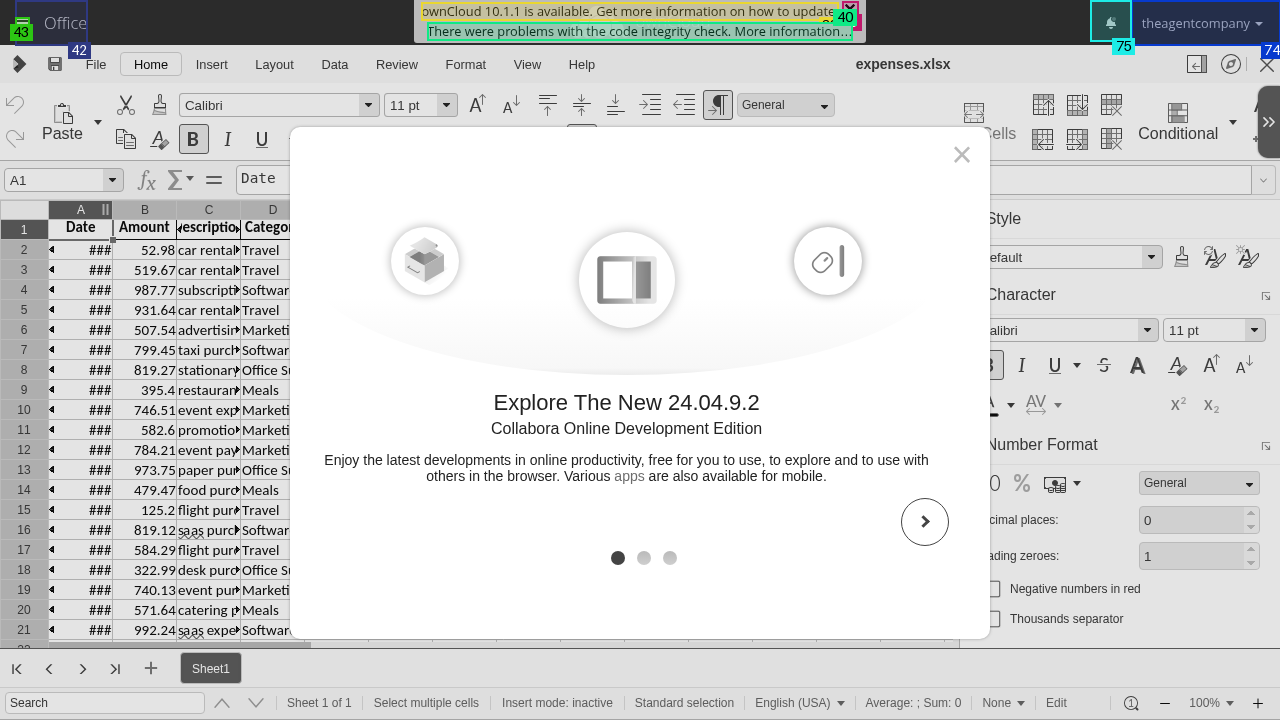 ownCloud 10.1.1 is available. Get more information on how to update
There were problems with the code integrity check. More information…
40
43 Office
42
75
theagentcompany
74
File Home Insert Layout Data Review Format View Help
expenses.xlsx
Calibri 11 pt General
Paste
B I U
Cells Conditional
A1 Date
A B C D
1 Date Amount
2 ### 52.98 car rental Travel
3 ### 519.67 car rental Travel
4 ### 987.77 subscripti Softwar
5 ### 931.64 car rental Travel
6 ### 507.54 advertisin Marketi
7 ### 799.45 taxi purch Softwar
8 ### 819.27 stationary Office Su
9 ### 395.4 restauran Meals
10 ### 746.51 event exp Marketi
11 ### 582.6 promotio Marketi
12 ### 784.21 event pay Marketi
13 ### 973.75 paper pur Office Su
14 ### 479.47 food purc Meals
15 ### 125.2 flight pur Travel
16 ### 819.12 saas purc Softwar
17 ### 584.29 flight pur Travel
18 ### 322.99 desk purc Office Su
19 ### 740.13 event pur Marketi
20 ### 571.64 catering p Meals
21 ### 992.24 saas expe Softwar
Explore The New 24.04.9.2
Collabora Online Development Edition
Enjoy the latest developments in online productivity, free for you to use, to explore and to use with
others in the browser. Various apps are also available for mobile.
Style
efault
Character
alibri 11 pt
Number Format
General
cimal places: 0
ading zeroes: 1
Negative numbers in red
Thousands separator
Sheet1
Search
Sheet 1 of 1
Select multiple cells
Insert mode: inactive
Standard selection
English (USA)
Average: ; Sum: 0
None
Edit
100%